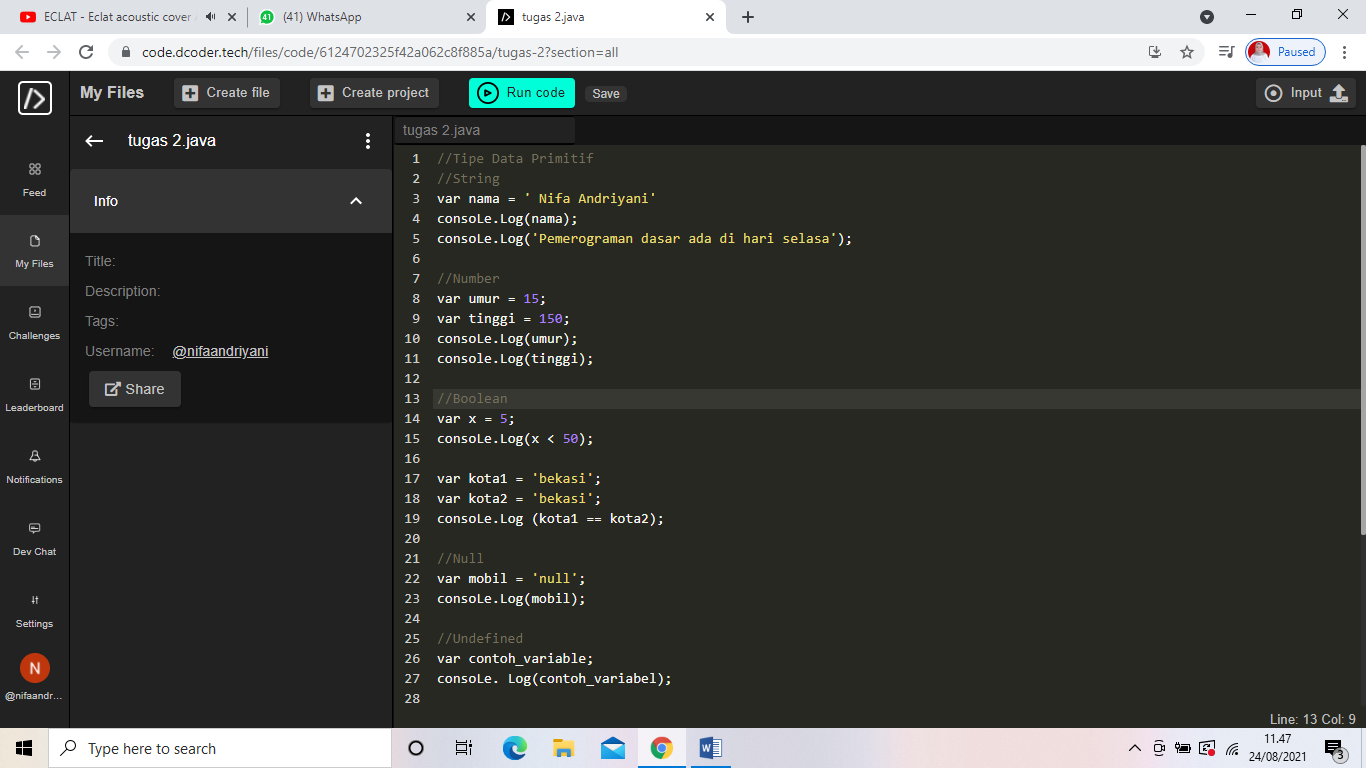 ECLAT - Eclat acoustic cover
(41) WhatsApp
tugas 2.java
code.dcoder.tech/files/code/6124702325f42a062c8f885a/tugas-2?section=all
Paused
My Files
Create file
Create project
Run code
Save
Input
Feed
My Files
Challenges
Leaderboard
Notifications
Dev Chat
Settings
N
@nifaandr...
tugas 2.java
Info
Title:
Description:
Tags:
Username: @nifaandriyani
Share
tugas 2.java
1 //Tipe Data Primitif
2 //String
3 var nama = ' Nifa Andriyani'
4 consoLe.Log(nama);
5 consoLe.Log('Pemerograman dasar ada di hari selasa');
6
7 //Number
8 var umur = 15;
9 var tinggi = 150;
10 consoLe.Log(umur);
11 console.Log(tinggi);
12
13 //Boolean
14 var x = 5;
15 consoLe.Log(x < 50);
16
17 var kota1 = 'bekasi';
18 var kota2 = 'bekasi';
19 consoLe.Log (kota1 == kota2);
20
21 //Null
22 var mobil = 'null';
23 consoLe.Log(mobil);
24
25 //Undefined
26 var contoh_variable;
27 consoLe. Log(contoh_variabel);
28
Line: 13 Col: 9
Type here to search
11.47
24/08/2021
3